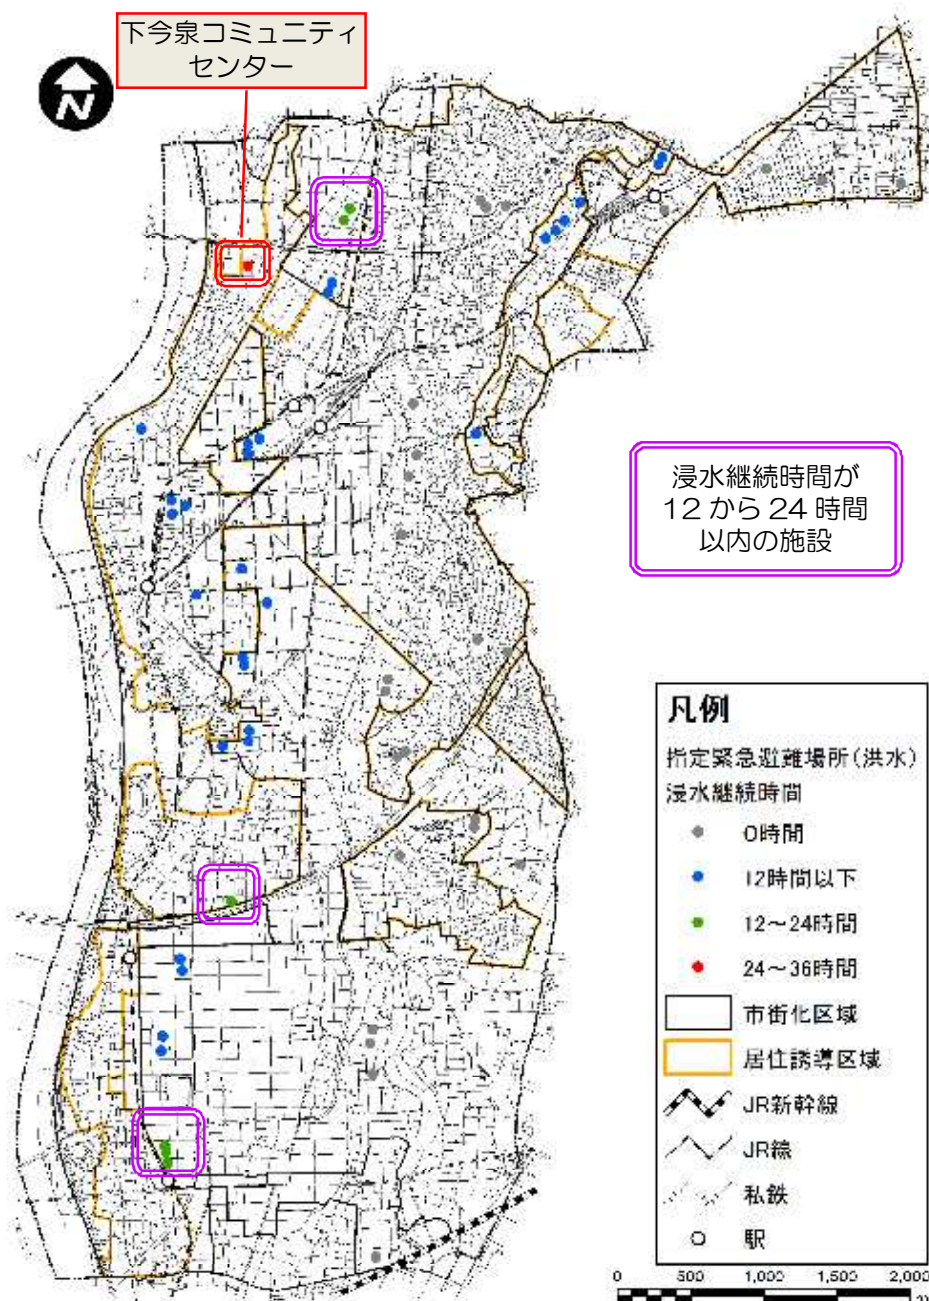 下今泉コミュニティ
センター
N
浸水継続時間が
12 から 24 時間
以内の施設
凡例
指定緊急避難場所(洪水)
浸水継続時間
0時間
12時間以下
12～24時間
24～36時間
市街化区域
居住誘導区域
JR新幹線
JR線
私鉄
駅
0 500 1,000 1,500 2,000